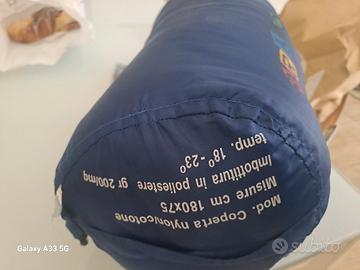 Mod. Coperta nylon/cotone
Misure cm 180x75
Imbottitura in poliestere gr 200/mq
temp. 18° - 23°
Galaxy A33 5G
subito